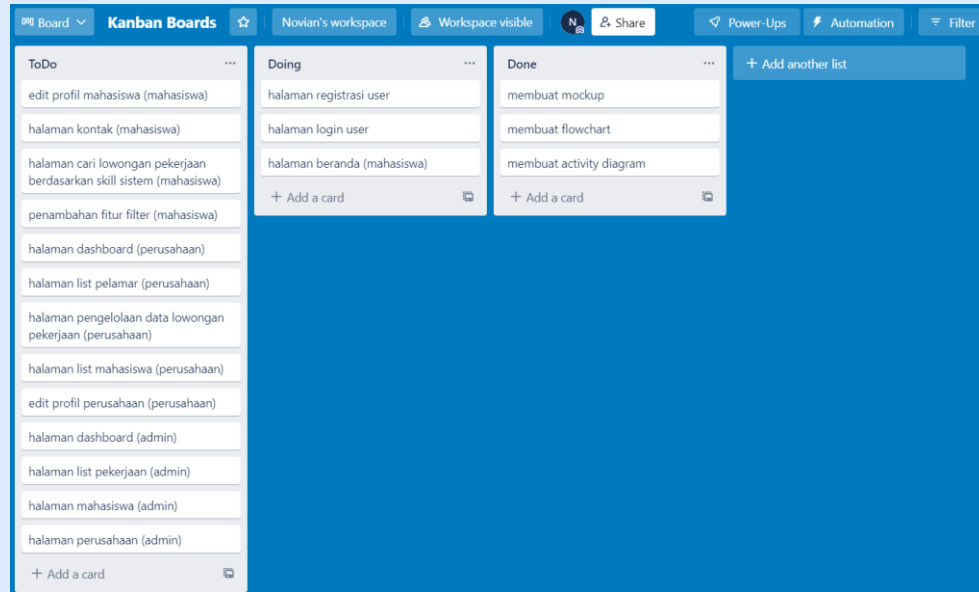 Board
Kanban Boards
Novian's workspace
Workspace visible
N
Share
Power-Ups
Automation
Filter
ToDo
edit profil mahasiswa (mahasiswa)
halaman kontak (mahasiswa)
halaman cari lowongan pekerjaan
berdasarkan skill sistem (mahasiswa)
penambahan fitur filter (mahasiswa)
halaman dashboard (perusahaan)
halaman list pelamar (perusahaan)
halaman pengelolaan data lowongan
pekerjaan (perusahaan)
halaman list mahasiswa (perusahaan)
edit profil perusahaan (perusahaan)
halaman dashboard (admin)
halaman list pekerjaan (admin)
halaman mahasiswa (admin)
halaman perusahaan (admin)
+ Add a card
Doing
halaman registrasi user
halaman login user
halaman beranda (mahasiswa)
+ Add a card
Done
membuat mockup
membuat flowchart
membuat activity diagram
+ Add a card
+ Add another list